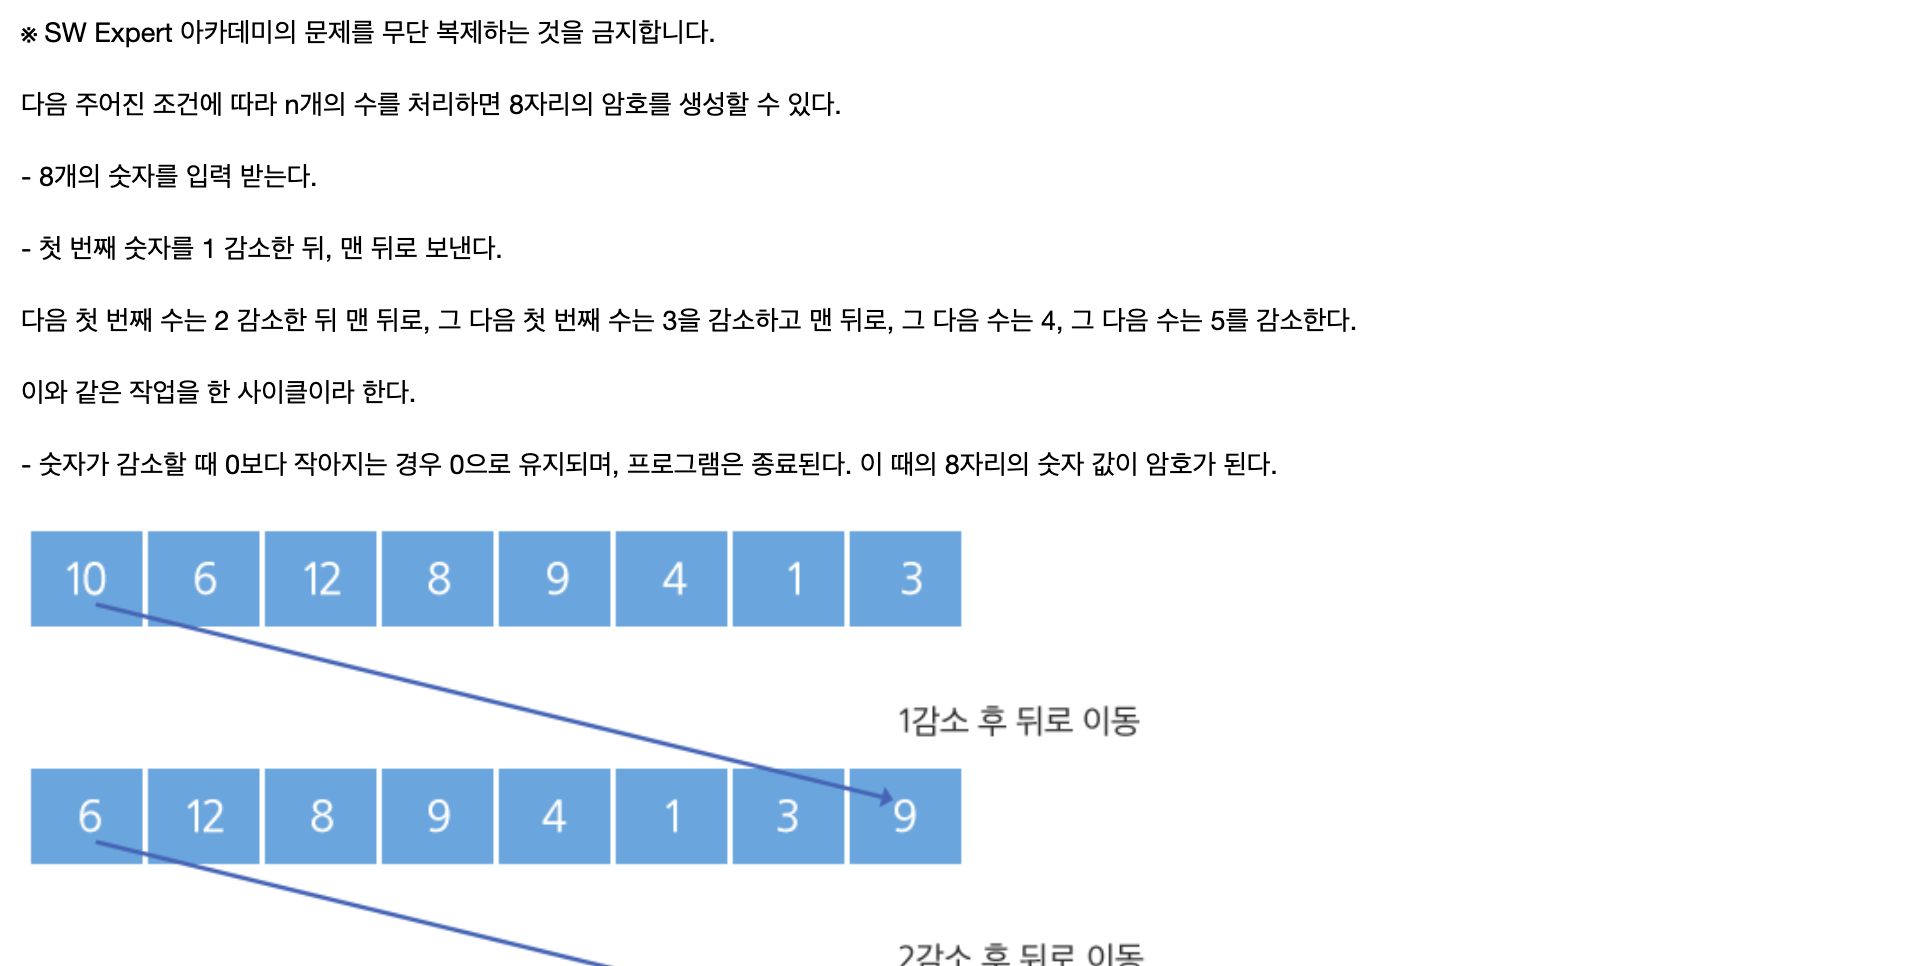 ※ SW Expert 아카데미의 문제를 무단 복제하는 것을 금지합니다.
다음 주어진 조건에 따라 n개의 수를 처리하면 8자리의 암호를 생성할 수 있다.
- 8개의 숫자를 입력 받는다.
- 첫 번째 숫자를 1 감소한 뒤, 맨 뒤로 보낸다.
다음 첫 번째 수는 2 감소한 뒤 맨 뒤로, 그 다음 첫 번째 수는 3을 감소하고 맨 뒤로, 그 다음 수는 4, 그 다음 수는 5를 감소한다.
이와 같은 작업을 한 사이클이라 한다.
- 숫자가 감소할 때 0보다 작아지는 경우 0으로 유지되며, 프로그램은 종료된다. 이 때의 8자리의 숫자 값이 암호가 된다.
10 6 12 8 9 4 1 3
1감소 후 뒤로 이동
6 12 8 9 4 1 3 9
2감소 후 뒤로 이동